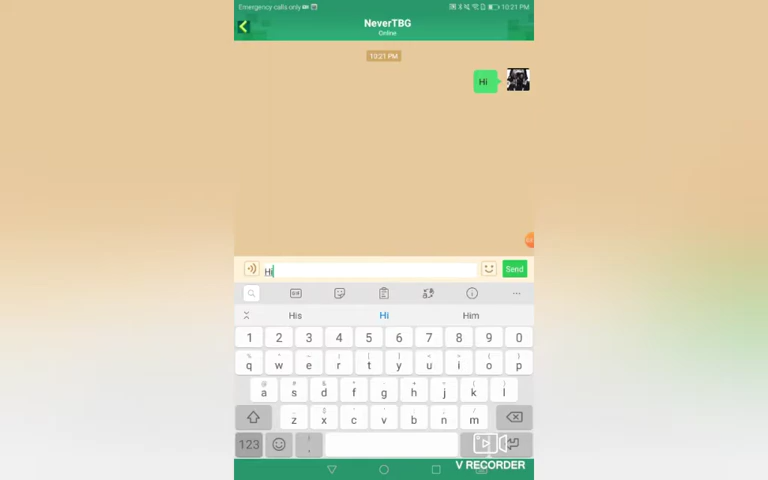 Emergency calls only 10:21 PM
NeverTBG
Online
10:21 PM
Hi
Hi
Send
GIF
His Hi Him
1 2 3 4 5 6 7 8 9 0
q w e r t y u i o p
a s d f g h j k l
z x c v b n m
123
V RECORDER